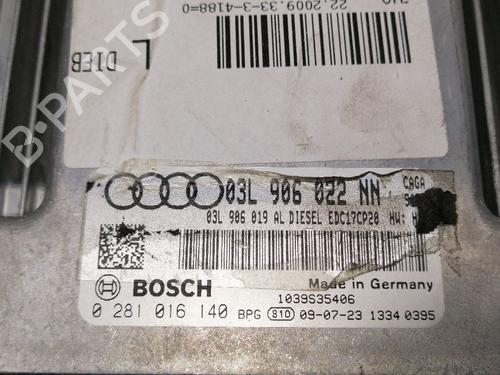 22.2009.33-3-4188=0
L
DIEB
B-PARTS
03L 906 022 NN CAGA
03L 906 019 AL DIESEL EDC17CP20 HW: H
Made in Germany
BOSCH
1039S35406
0 281 016 140 BPG 810 09-07-23 1334 0395